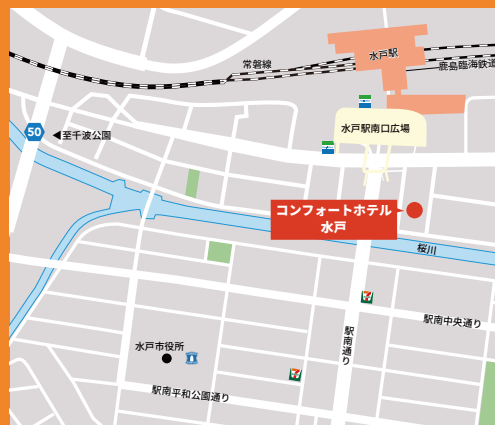 水戸駅
常磐線
鹿島臨海鉄道
水戸駅南口広場
50
◀至千波公園
コンフォートホテル
水戸
桜川
7
駅南中央通り
駅南通り
水戸市役所
7
駅南平和公園通り